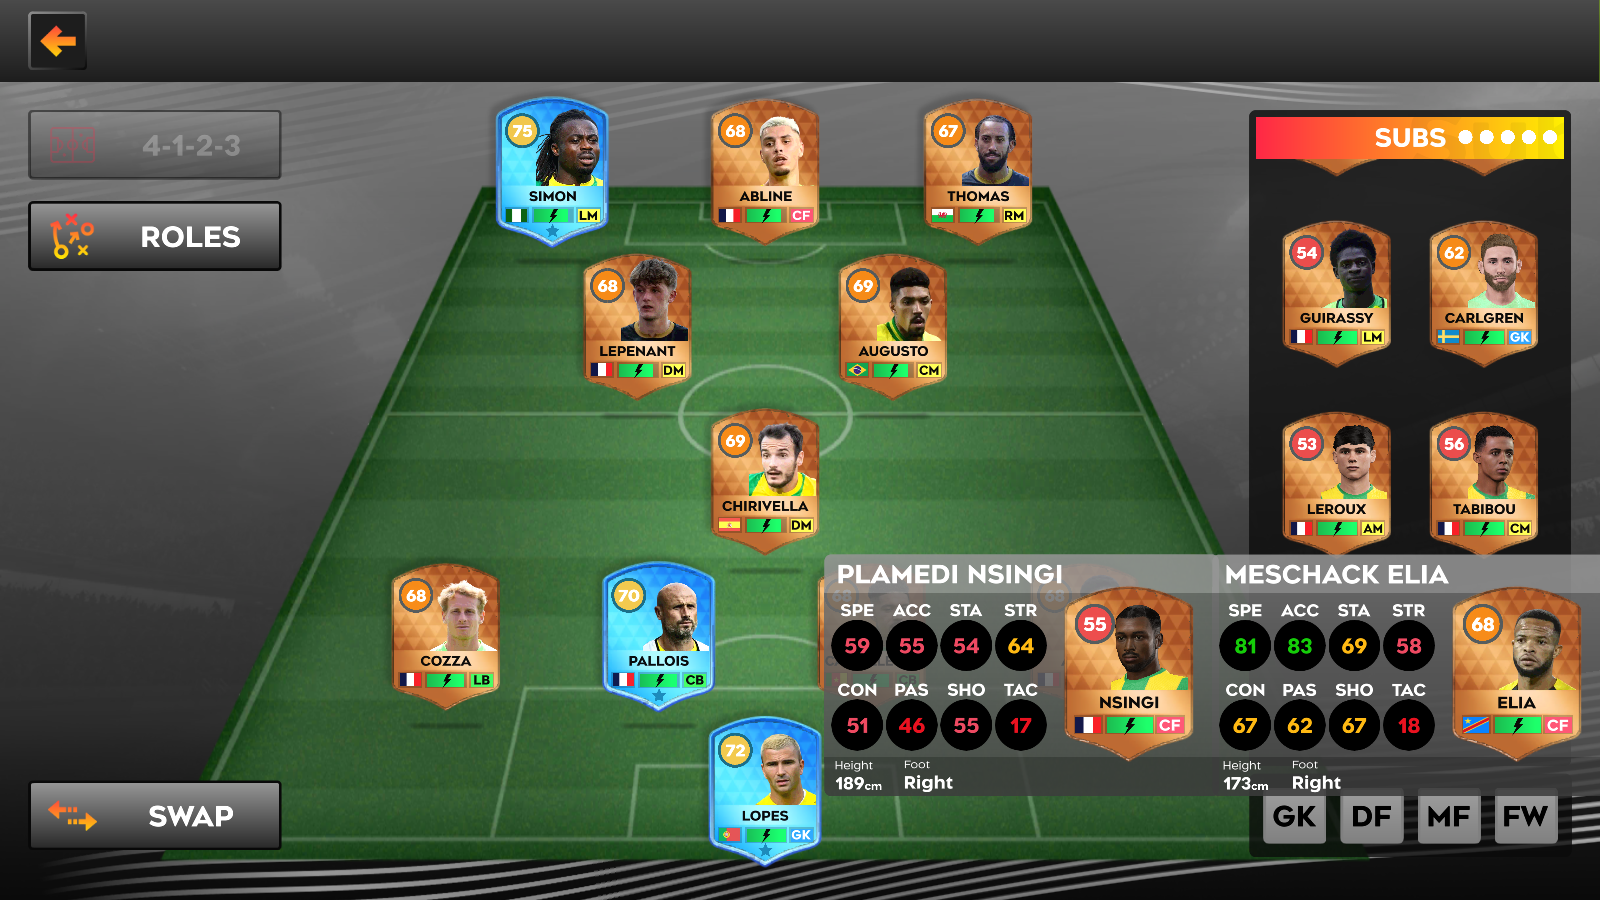 4-1-2-3
ROLES
SWAP
75
SIMON
LM
68
ABLINE
CF
67
THOMAS
RM
68
LEPENANT
DM
69
AUGUSTO
CM
69
CHIRIVELLA
DM
68
COZZA
LB
70
PALLOIS
CB
68
CB
68
72
LOPES
GK
SUBS
54
GUIRASSY
LM
62
CARLGREN
GK
53
LEROUX
AM
56
TABIBOU
CM
PLAMEDI NSINGI
SPE ACC STA STR
59 55 54 64
CON PAS SHO TAC
51 46 55 17
Height Foot
189cm Right
55
NSINGI
CF
MESCHACK ELIA
SPE ACC STA STR
81 83 69 58
CON PAS SHO TAC
67 62 67 18
Height Foot
173cm Right
68
ELIA
CF
GK DF MF FW